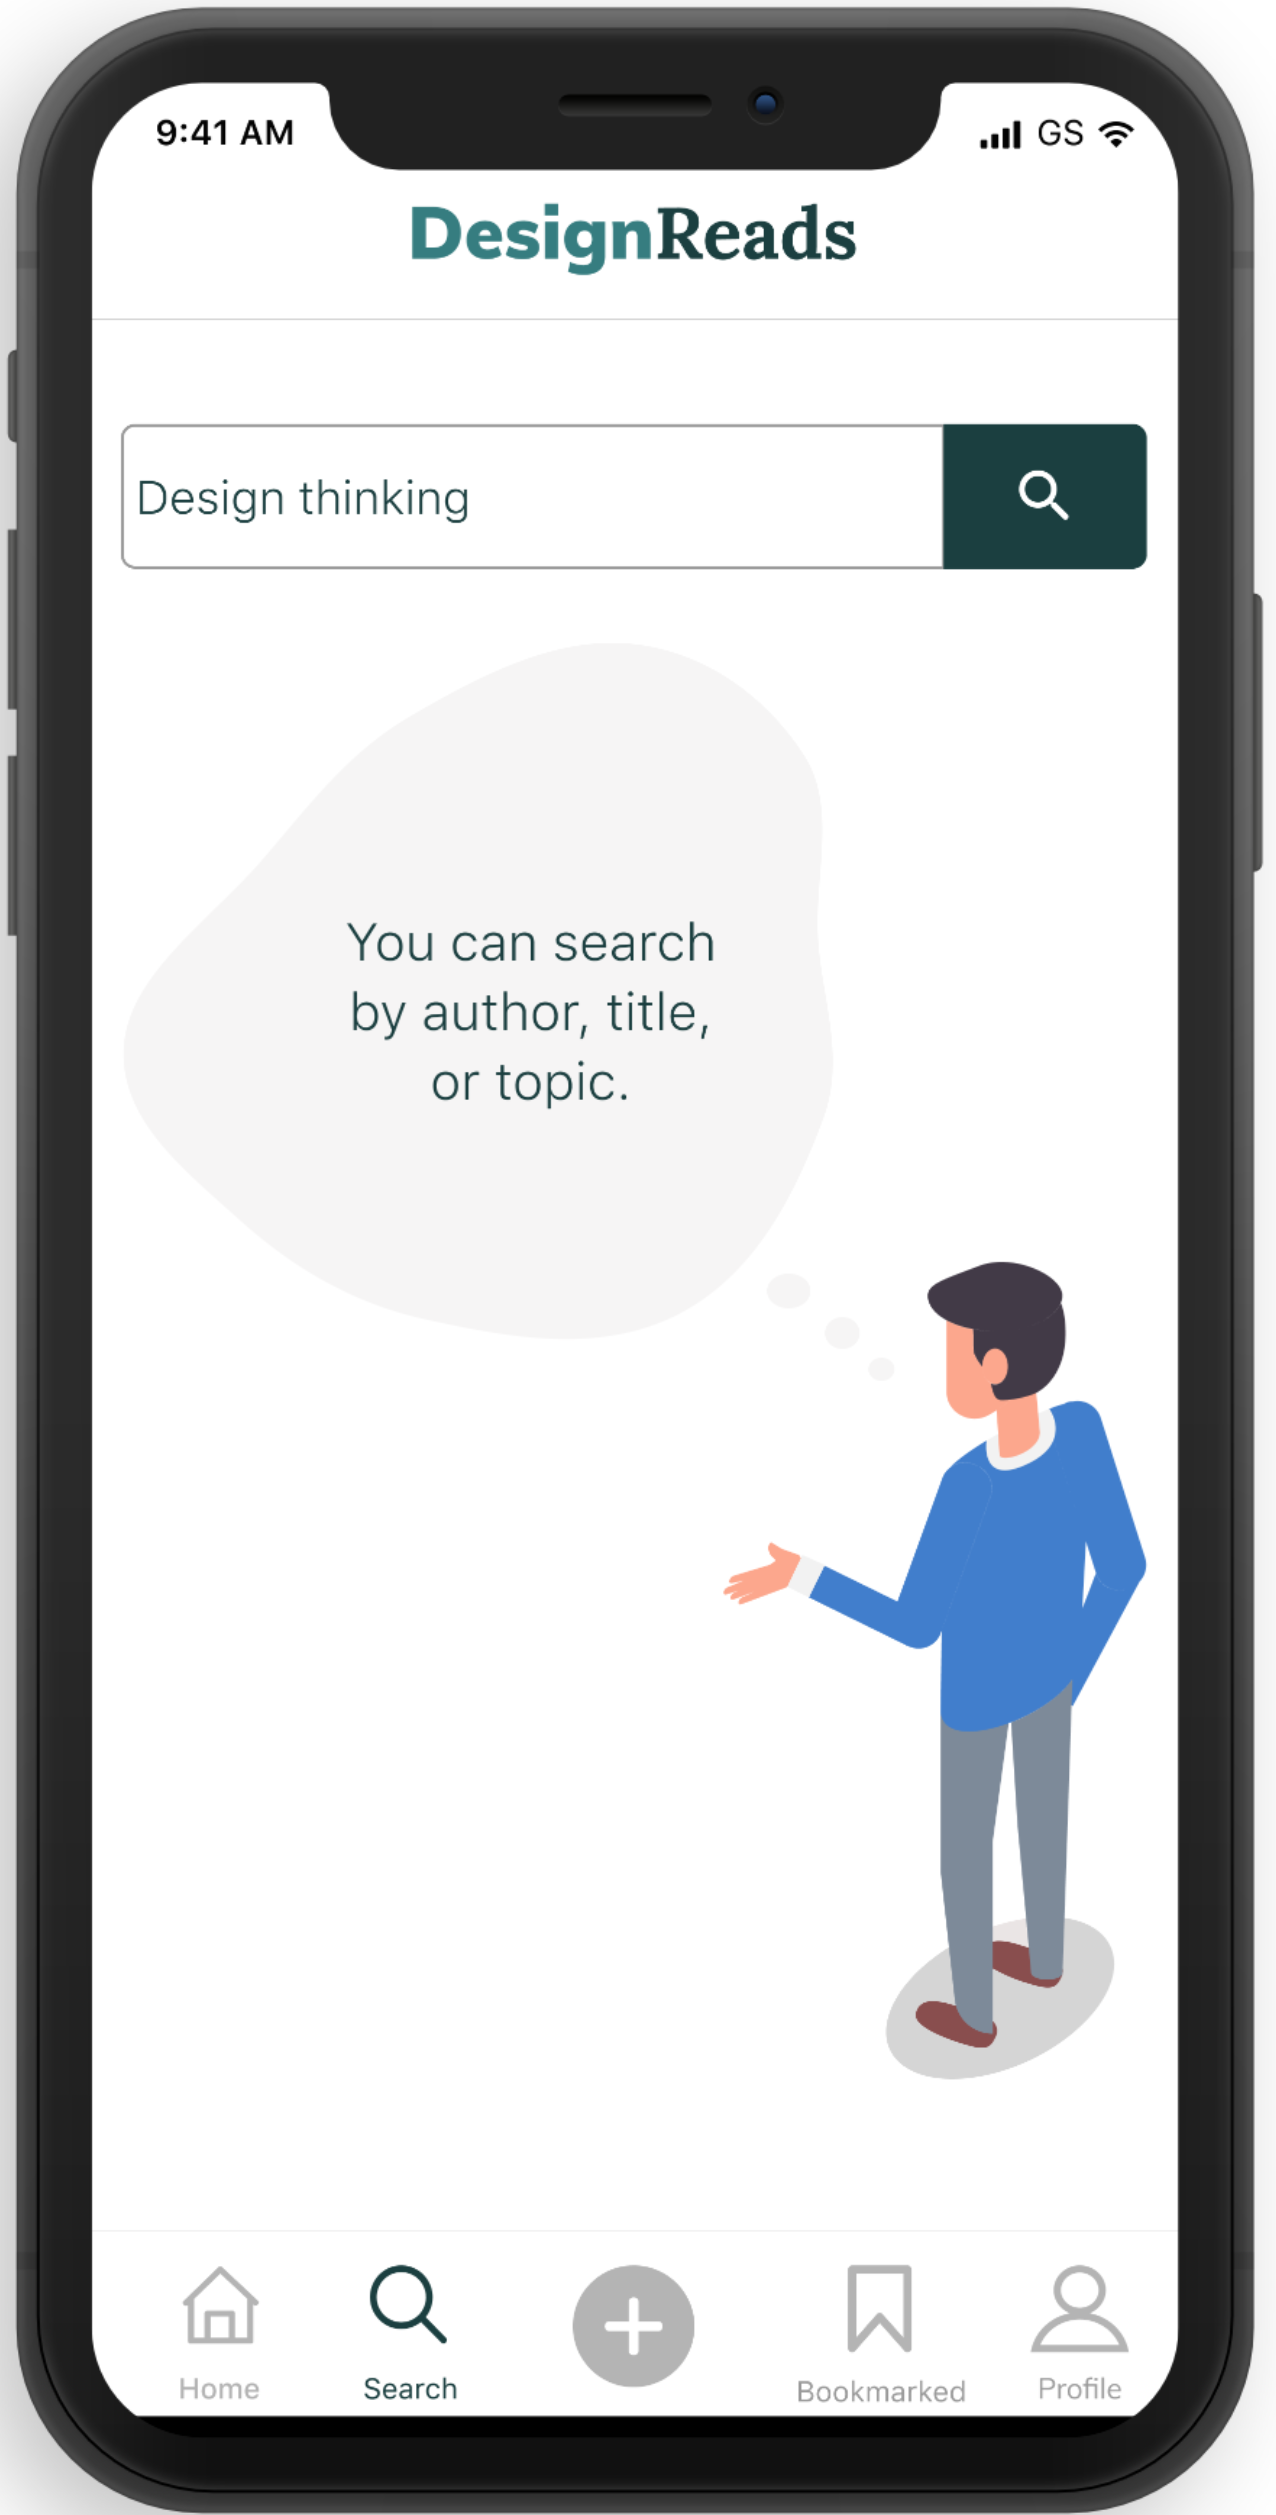 9:41 AM GS
DesignReads
Design thinking
You can search
by author, title,
or topic.
Home Search Bookmarked Profile